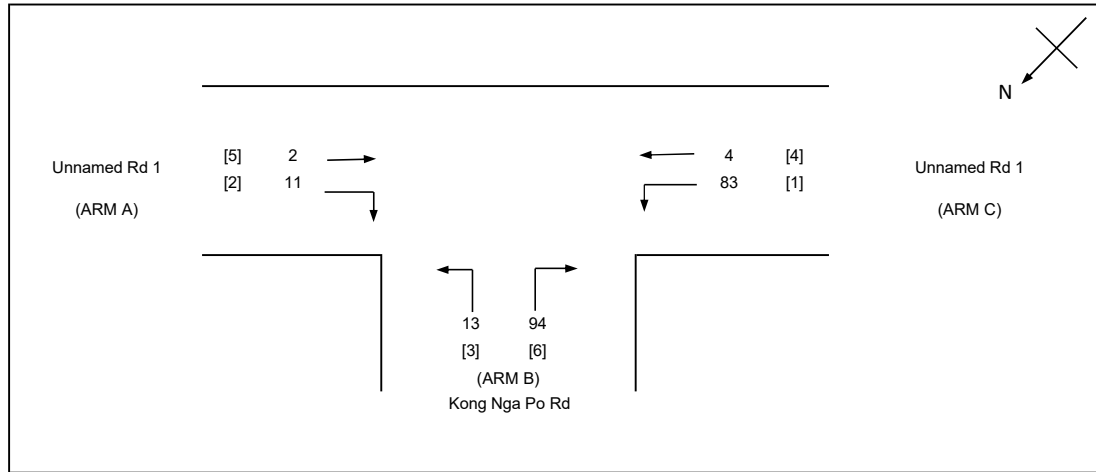 N
Unnamed Rd 1
(ARM A)
[5] 2
[2] 11
4 [4]
83 [1]
Unnamed Rd 1
(ARM C)
13 94
[3] [6]
(ARM B)
Kong Nga Po Rd